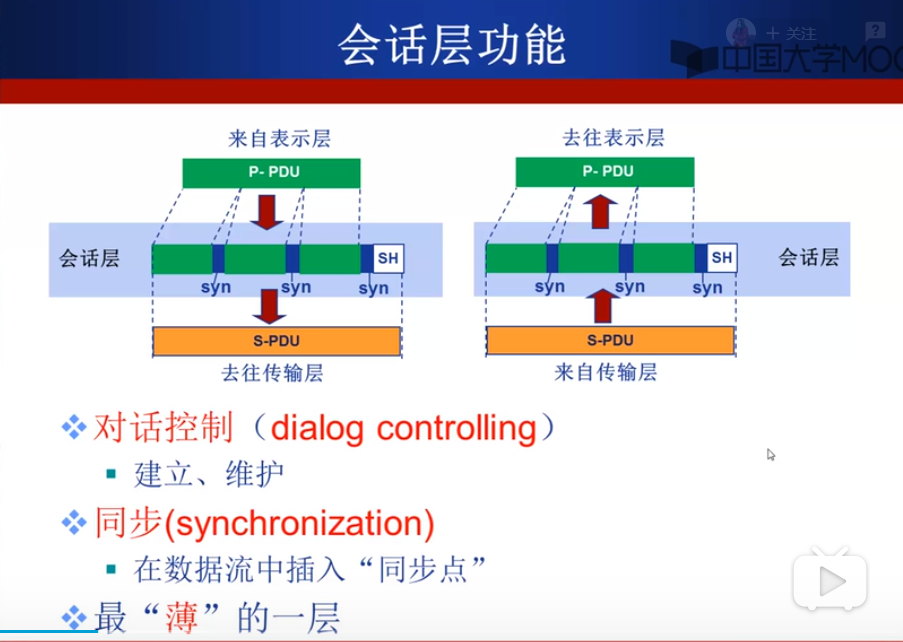 会话层功能
关注
?
中国大学MOO
来自表示层
去往表示层
P- PDU
P- PDU
会话层
SH
SH
会话层
syn
syn
syn
syn
syn
syn
S-PDU
S-PDU
去往传输层
来自传输层
对话控制（dialog controlling）
建立、维护
同步(synchronization)
在数据流中插入“同步点”
最“薄”的一层